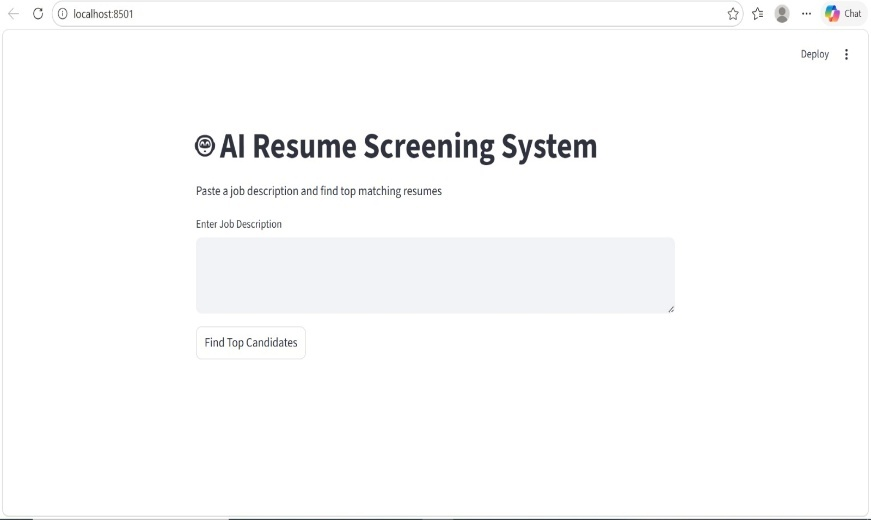 localhost:8501
Chat
Deploy
AI Resume Screening System
Paste a job description and find top matching resumes
Enter Job Description
Find Top Candidates